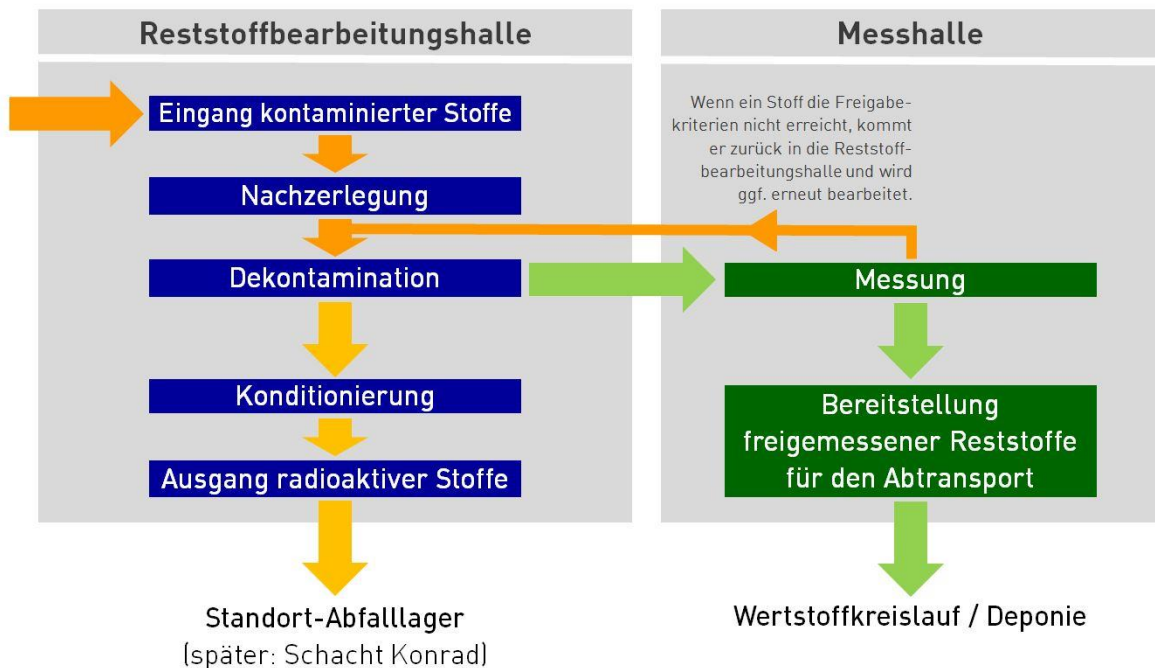 Reststoffbearbeitungshalle
Eingang kontaminierter Stoffe
Nachzerlegung
Dekontamination
Konditionierung
Ausgang radioaktiver Stoffe
Standort-Abfalllager
(später: Schacht Konrad)
Messhalle
Wenn ein Stoff die Freigabe-
kriterien nicht erreicht, kommt
er zurück in die Reststoff-
bearbeitungshalle und wird
ggf. erneut bearbeitet.
Messung
Bereitstellung
freigemessener Reststoffe
für den Abtransport
Wertstoffkreislauf / Deponie